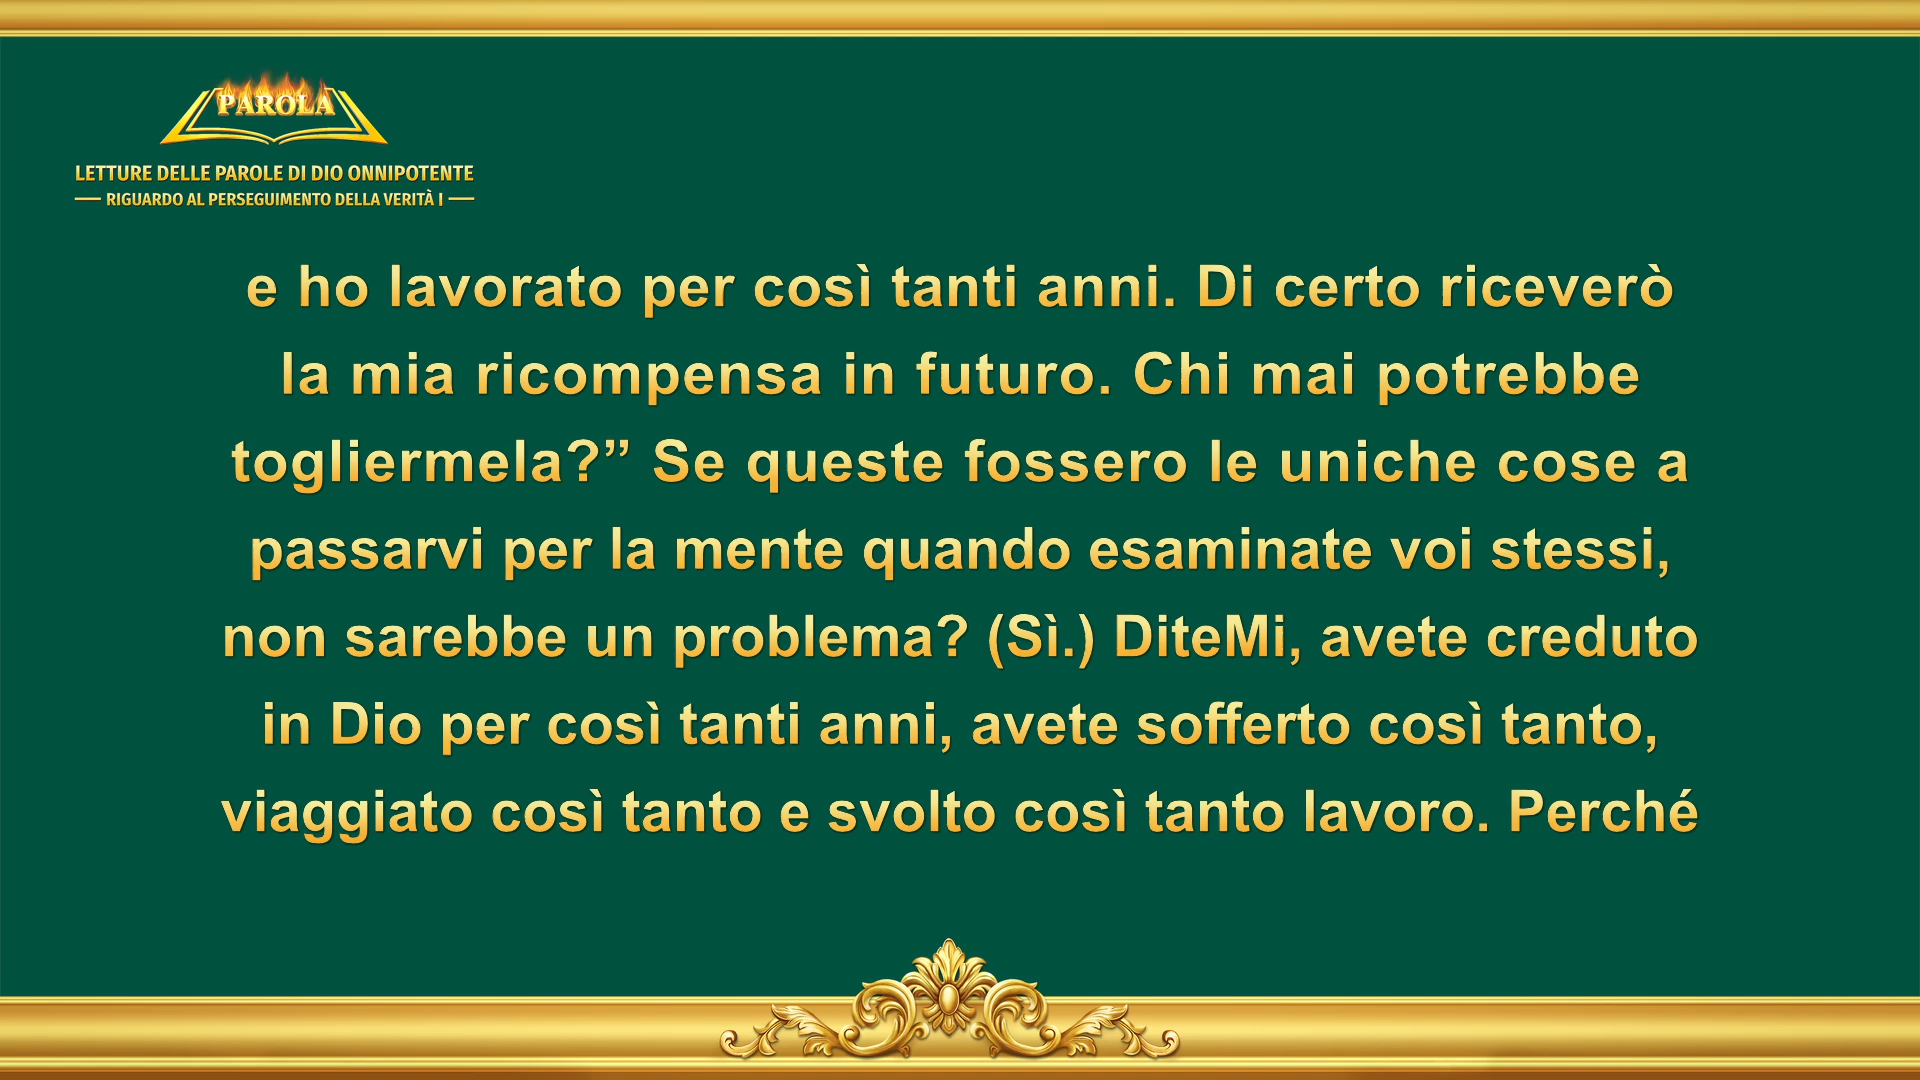 PAROLA
LETTURE DELLE PAROLE DI DIO ONNIPOTENTE
RIGUARDO AL PERSEGUIMENTO DELLA VERITÀ I
e ho lavorato per così tanti anni. Di certo riceverò
la mia ricompensa in futuro. Chi mai potrebbe
togliermela?” Se queste fossero le uniche cose a
passarvi per la mente quando esaminate voi stessi,
non sarebbe un problema? (Sì.) DiteMi, avete creduto
in Dio per così tanti anni, avete sofferto così tanto,
viaggiato così tanto e svolto così tanto lavoro. Perché